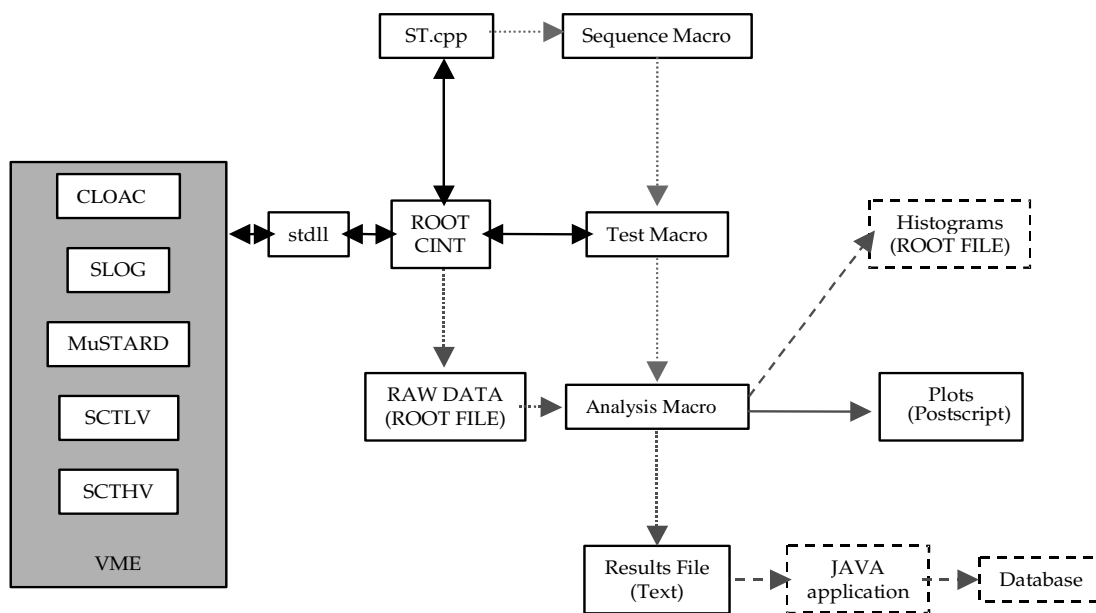 ST.cpp
Sequence Macro
CLOAC
SLOG
MuSTARD
SCTLV
SCTHV
VME
stdll
ROOT
CINT
Test Macro
Histograms
(ROOT FILE)
RAW DATA
(ROOT FILE)
Analysis Macro
Plots
(Postscript)
Results File
(Text)
JAVA
application
Database